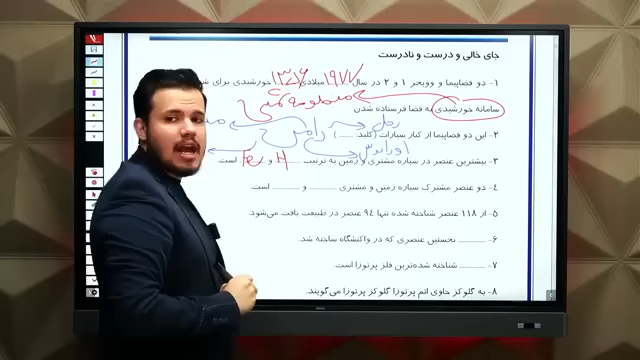 جای خالی و درست و نادرست
۱- دو فضاپیما و وویجر ۱ و ۲ در سال ۱۹۷۷ میلادی ۱۳۵۶ خورشیدی برای
منظومه شمسی
سامانه خورشیدی به فضا فرستاده شدن
۲- این دو فضاپیما از کنار سیارات (کلید: ......)
اورانوس
۳- بیشترین عنصر در سیاره مشتری و زمین به ترتیب H و Fe است.
۴- دو عنصر مشترک سیاره زمین و مشتری ........ و ........ است.
۵- از ۱۱۸ عنصر شناخته شده تنها ۹۴ عنصر در طبیعت یافت می‌شود.
۶- ........ نخستین عنصری که در واکنشگاه ساخته شد.
۷- ........ شناخته شده‌ترین فلز پرتوزا است.
۸- به گلوکز حاوی اتم پرتوزا گلوکز پرتوزا می‌گویند.